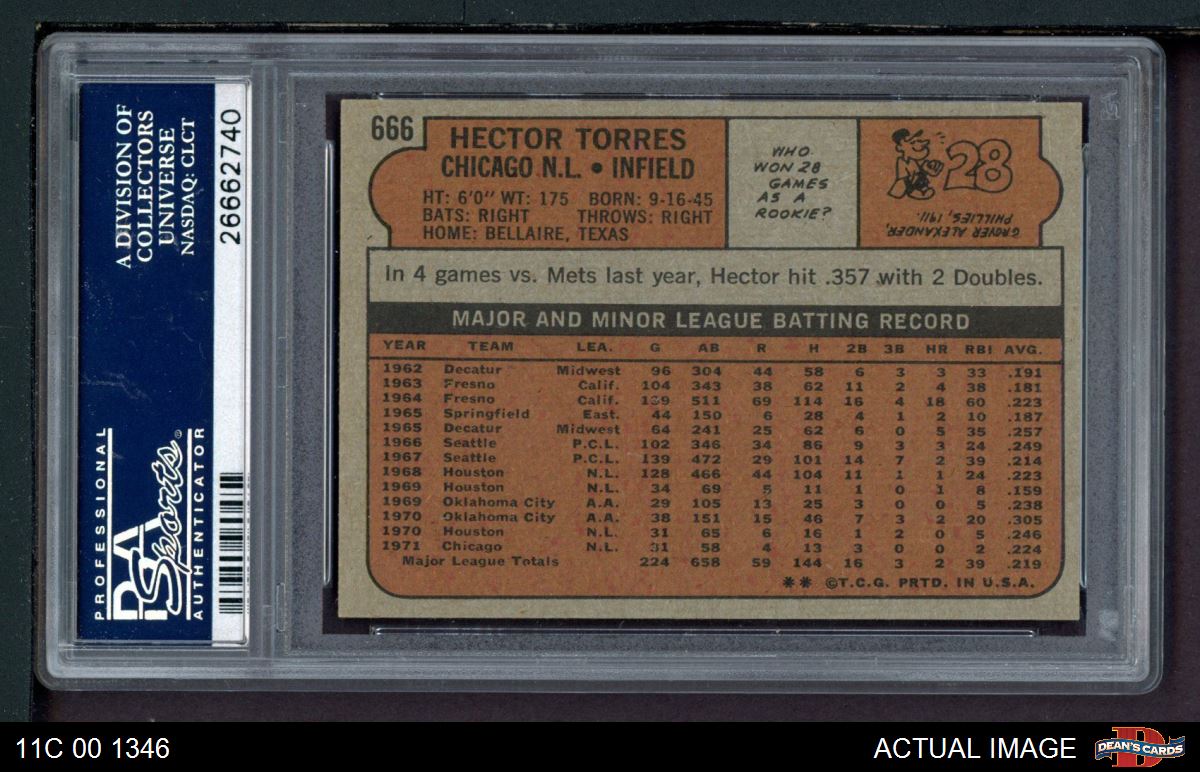 A DIVISION OF
COLLECTORS
UNIVERSE
NASDAQ: CLCT
26662740
PROFESSIONAL
PSA
Sports®
AUTHENTICATOR
666
HECTOR TORRES
CHICAGO N.L. • INFIELD
HT: 6'0" WT: 175 BORN: 9-16-45
BATS: RIGHT THROWS: RIGHT
HOME: BELLAIRE, TEXAS
WHO
WON 28
GAMES
AS A
ROOKIE?
28
GROVER ALEXANDER,
PHILLIES, 1911.
In 4 games vs. Mets last year, Hector hit .357 with 2 Doubles.
MAJOR AND MINOR LEAGUE BATTING RECORD
YEAR TEAM LEA. G AB R H 2B 3B HR RBI AVG.
1962 Decatur Midwest 96 304 44 58 6 3 3 33 .191
1963 Fresno Calif. 104 343 38 62 11 2 4 38 .181
1964 Fresno Calif. 139 511 69 114 16 4 18 60 .223
1965 Springfield East. 44 150 6 28 4 1 2 10 .187
1965 Decatur Midwest 64 241 25 62 6 0 5 35 .257
1966 Seattle P.C.L. 102 346 34 86 9 3 3 24 .249
1967 Seattle P.C.L. 139 472 29 101 14 7 2 39 .214
1968 Houston N.L. 128 466 44 104 11 1 1 24 .223
1969 Houston N.L. 34 69 5 11 1 0 1 8 .159
1969 Oklahoma City A.A. 29 105 13 25 3 0 0 5 .238
1970 Oklahoma City A.A. 38 151 15 46 7 3 2 20 .305
1970 Houston N.L. 31 65 6 16 1 2 0 5 .246
1971 Chicago N.L. 31 58 4 13 3 0 0 2 .224
Major League Totals 224 658 59 144 16 3 2 39 .219
** ©T.C.G. PRTD. IN U.S.A.
11C 00 1346
ACTUAL IMAGE
DEAN'S CARDS